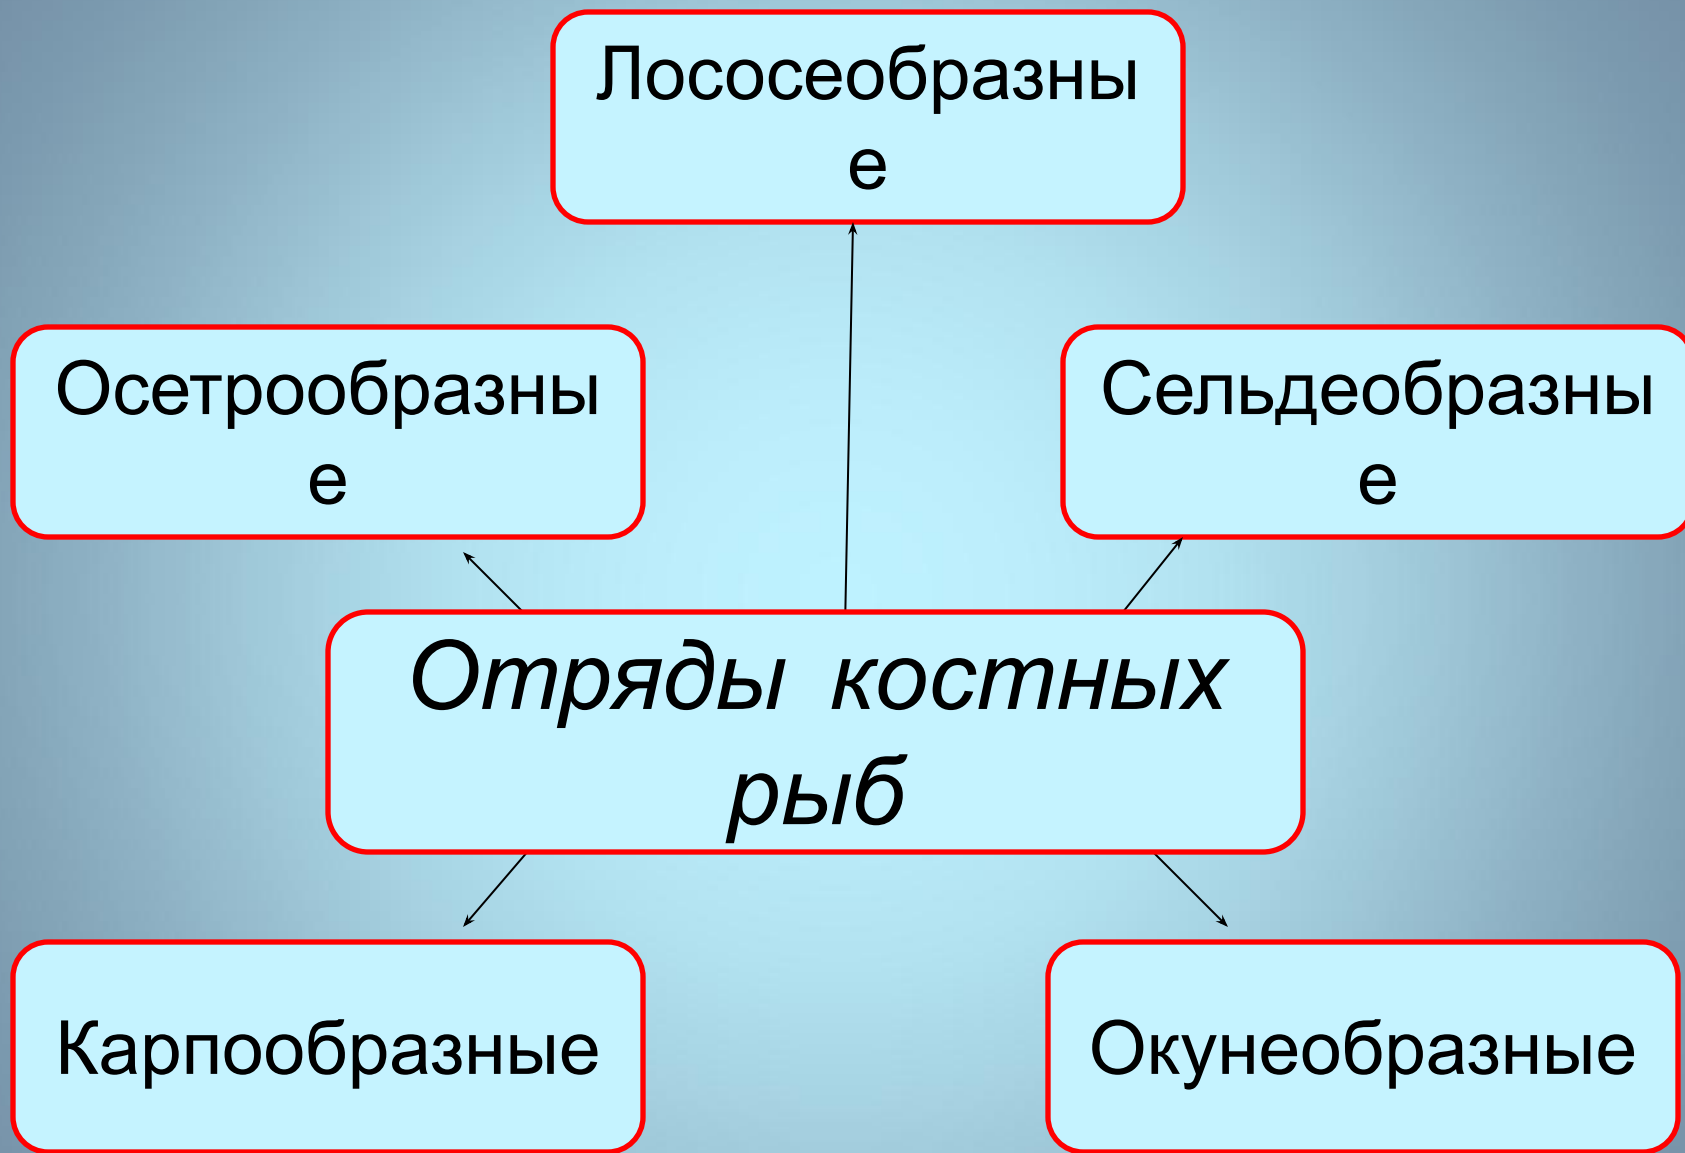 Лососеобразны
е
Осетрообразны
е
Сельдеобразны
е
Отряды костных
рыб
Карпообразные
Окунеобразные